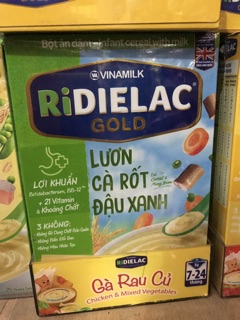 Bột ăn dặm - Infant cereal with milk
VINAMILK
RiDIELAC
GOLD
LỢI KHUẨN
Bifidobacterium, BB-12™
+ 21 Vitamin
& Khoáng Chất
LƯƠN
CÀ RỐT
ĐẬU XANH
3 KHÔNG:
RiDIELAC
Gà Rau Củ
Chicken & Mixed Vegetables
7-24
tháng